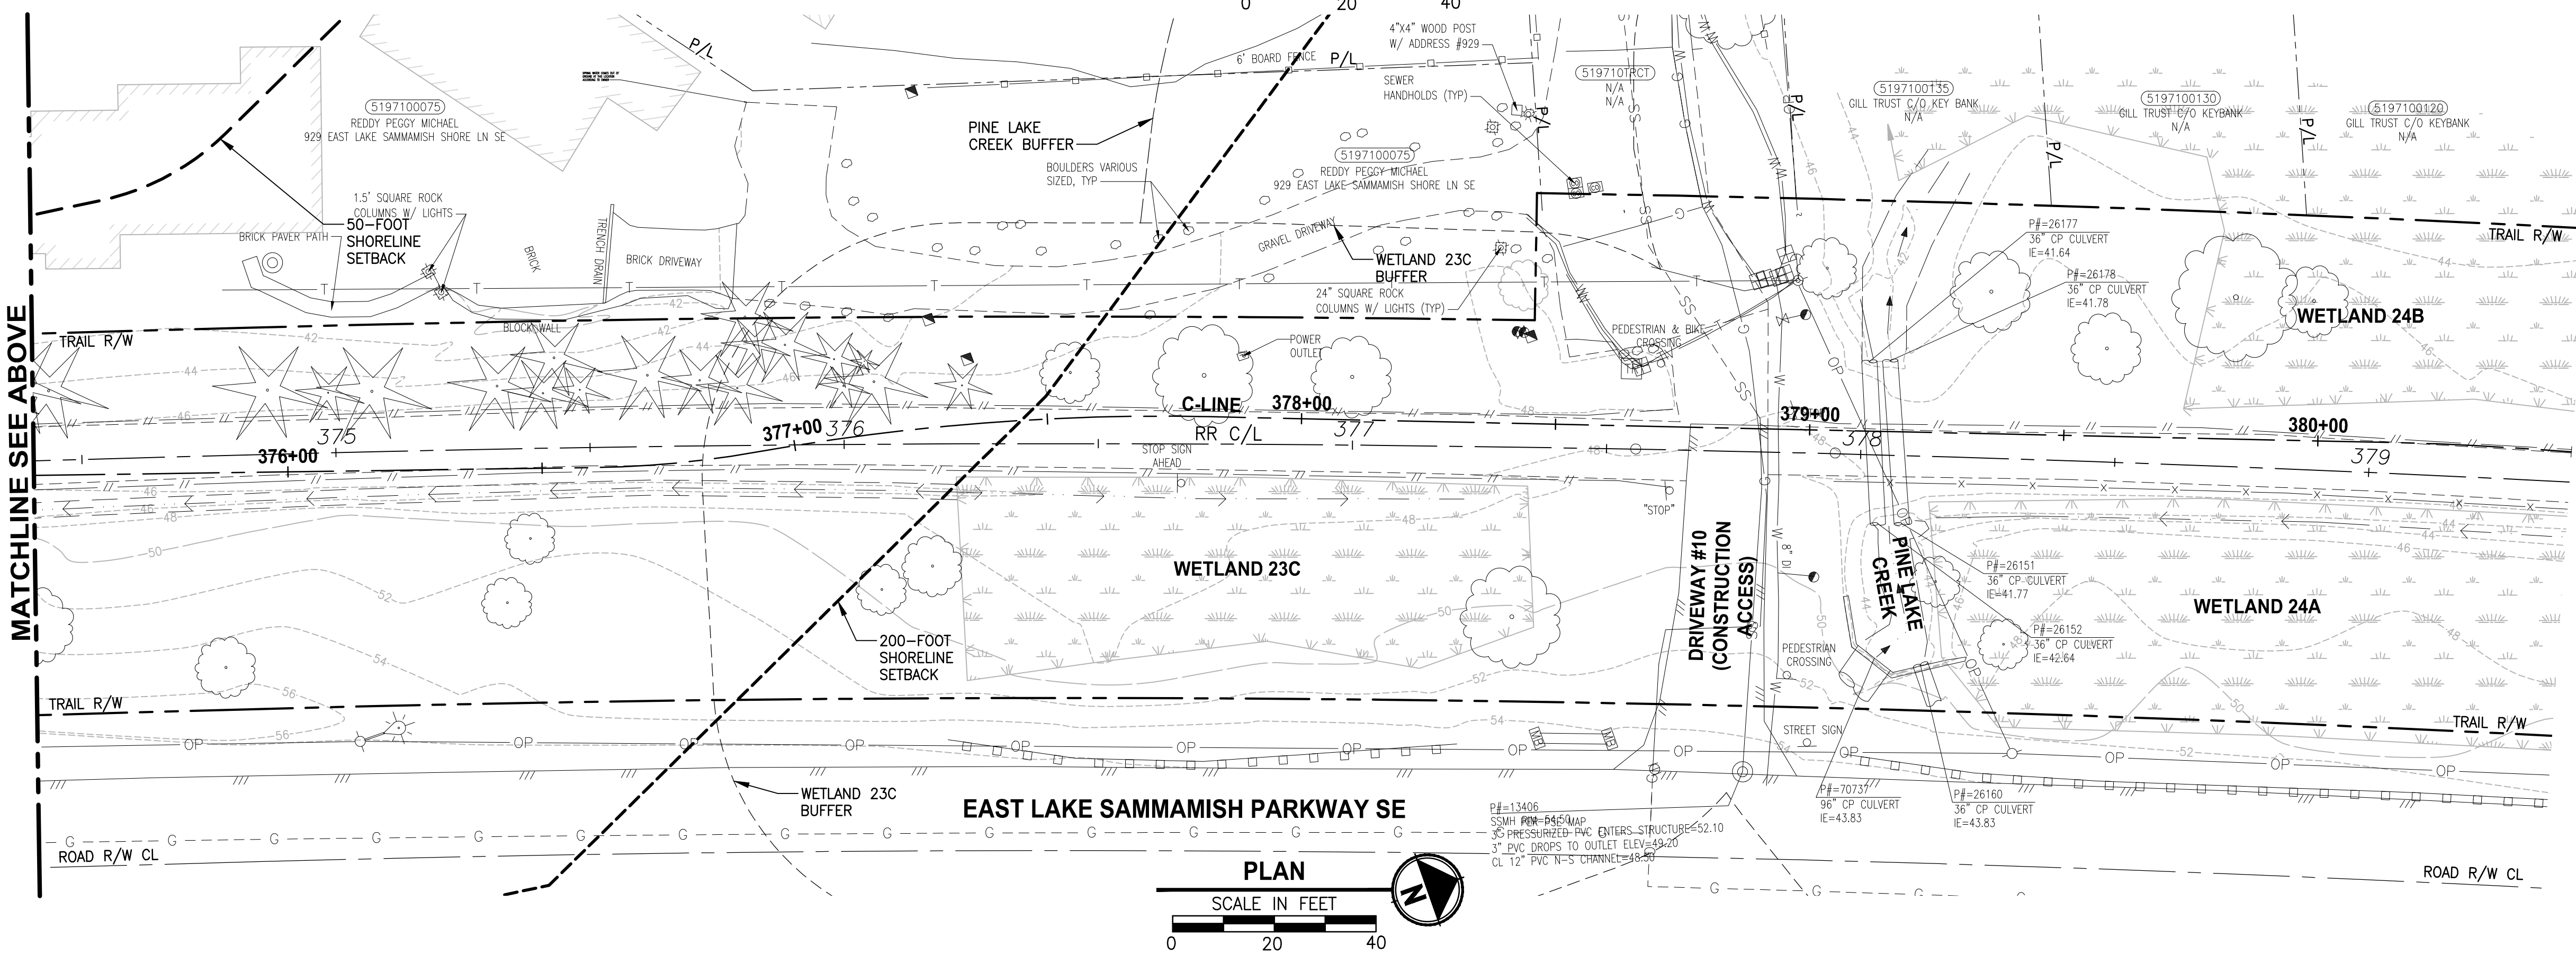 0 20 40
P/L
6' BOARD FENCE P/L
4"X4" WOOD POST
W/ ADDRESS #929
SEWER
HANDHOLDS (TYP)
P/L
519710TRCT
N/A
N/A
P/L
5197100135
GILL TRUST C/O KEY BANK
N/A
P/L
5197100130
GILL TRUST C/O KEYBANK
N/A
P/L
5197100120
GILL TRUST C/O KEYBANK
N/A
5197100075
REDDY PEGGY MICHAEL
929 EAST LAKE SAMMAMISH SHORE LN SE
PINE LAKE
CREEK BUFFER
BOULDERS VARIOUS
SIZED, TYP
5197100075
REDDY PEGGY MICHAEL
929 EAST LAKE SAMMAMISH SHORE LN SE
1.5' SQUARE ROCK
COLUMNS W/ LIGHTS
50-FOOT
SHORELINE
SETBACK
BRICK PAVER PATH
BRICK
TRENCH DRAIN
BRICK DRIVEWAY
GRAVEL DRIVEWAY
WETLAND 23C
BUFFER
24" SQUARE ROCK
COLUMNS W/ LIGHTS (TYP)
P#=26177
36" CP CULVERT
IE=41.64
P#=26178
36" CP CULVERT
IE=41.78
TRAIL R/W
WETLAND 24B
MATCHLINE SEE ABOVE
TRAIL R/W
BLOCK WALL
POWER
OUTLET
PEDESTRIAN & BIKE
CROSSING
C-LINE
376+00 377+00 378+00 379+00 380+00
375 376 377 378 379
RR C/L
STOP SIGN
AHEAD
"STOP"
WETLAND 23C
DRIVEWAY #10
(CONSTRUCTION
ACCESS)
8" DI
PINE LAKE
CREEK
P#=26151
36" CP CULVERT
IE=41.77
P#=26152
36" CP CULVERT
IE=42.64
WETLAND 24A
200-FOOT
SHORELINE
SETBACK
PEDESTRIAN
CROSSING
TRAIL R/W
TRAIL R/W
STREET SIGN
WETLAND 23C
BUFFER
EAST LAKE SAMMAMISH PARKWAY SE
P#=13406
SSMH RIM=54.50
PER PSE MAP
3" PRESSURIZED PVC ENTERS STRUCTURE=52.10
3" PVC DROPS TO OUTLET ELEV=49.20
CL 12" PVC N-S CHANNEL=48.50
P#=70737
96" CP CULVERT
IE=43.83
P#=26160
36" CP CULVERT
IE=43.83
ROAD R/W CL
ROAD R/W CL
PLAN
N
SCALE IN FEET
0 20 40